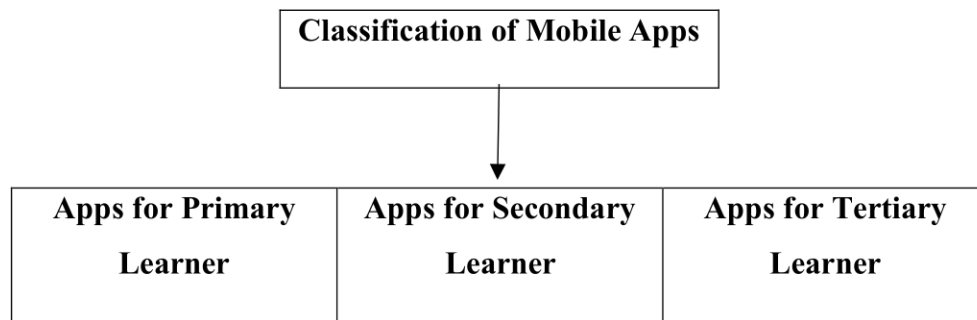 Classification of Mobile Apps
Apps for Primary
Learner
Apps for Secondary
Learner
Apps for Tertiary
Learner